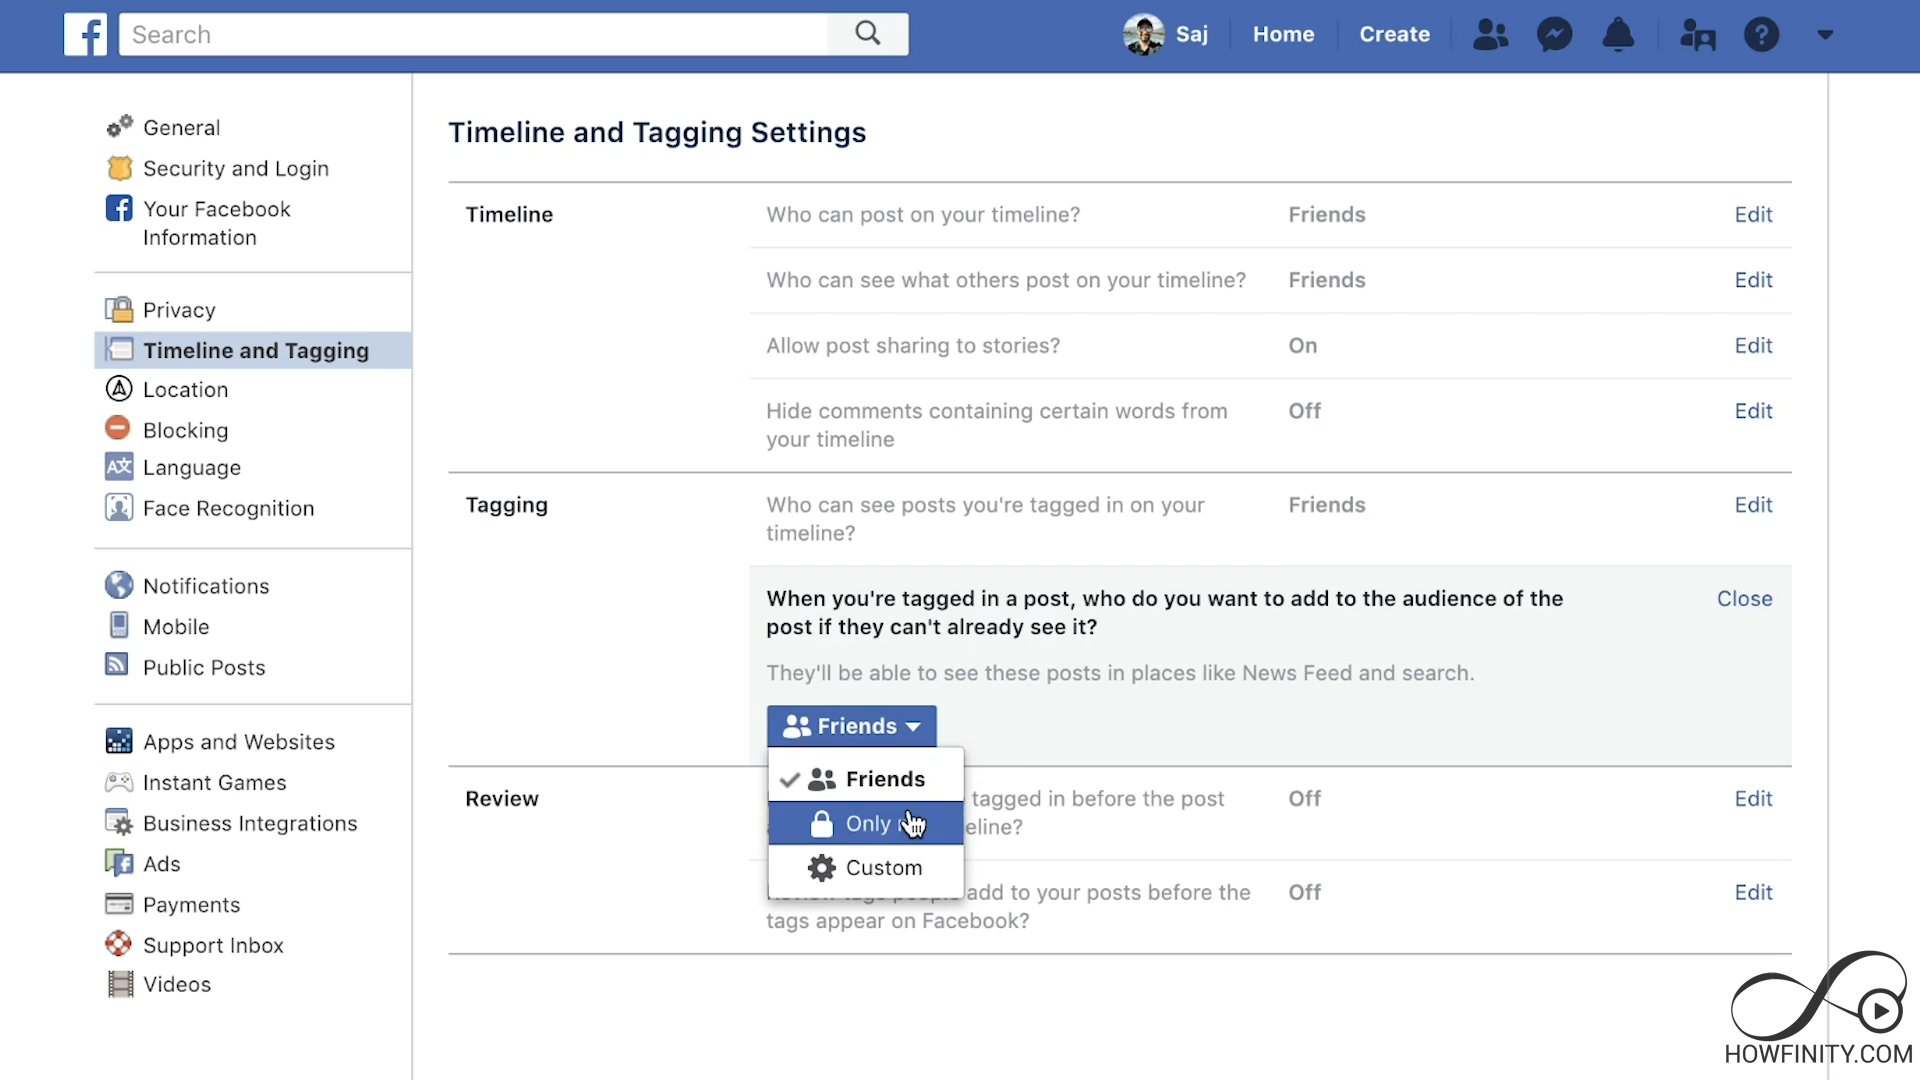 f
Search
Saj
Home
Create
General
Security and Login
Your Facebook
Information
Privacy
Timeline and Tagging
Location
Blocking
Language
Face Recognition
Notifications
Mobile
Public Posts
Apps and Websites
Instant Games
Business Integrations
Ads
Payments
Support Inbox
Videos
Timeline and Tagging Settings
Timeline
Who can post on your timeline?
Friends
Edit
Who can see what others post on your timeline?
Friends
Edit
Allow post sharing to stories?
On
Edit
Hide comments containing certain words from
your timeline
Off
Edit
Tagging
Who can see posts you're tagged in on your
timeline?
Friends
Edit
When you're tagged in a post, who do you want to add to the audience of the
post if they can't already see it?
Close
They'll be able to see these posts in places like News Feed and search.
Friends
Friends
Only
Custom
Review
tagged in before the post
Off
Edit
add to your posts before the
tags appear on Facebook?
Off
Edit
HOWFINITY.COM